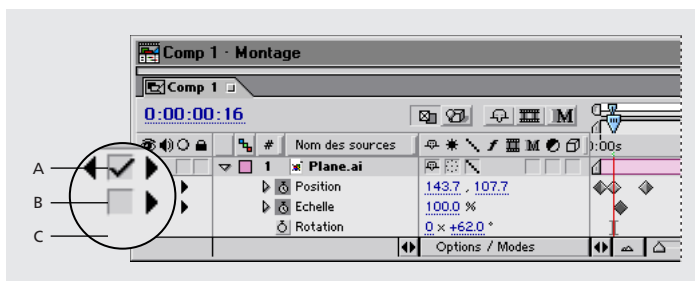 Comp 1 · Montage
Comp 1
0:00:00:16
M
# Nom des sources M ):00s
A
1 Plane.ai
Position 143.7 , 107.7
B
Echelle 100.0 %
C
Rotation 0 × +62.0 °
Options / Modes